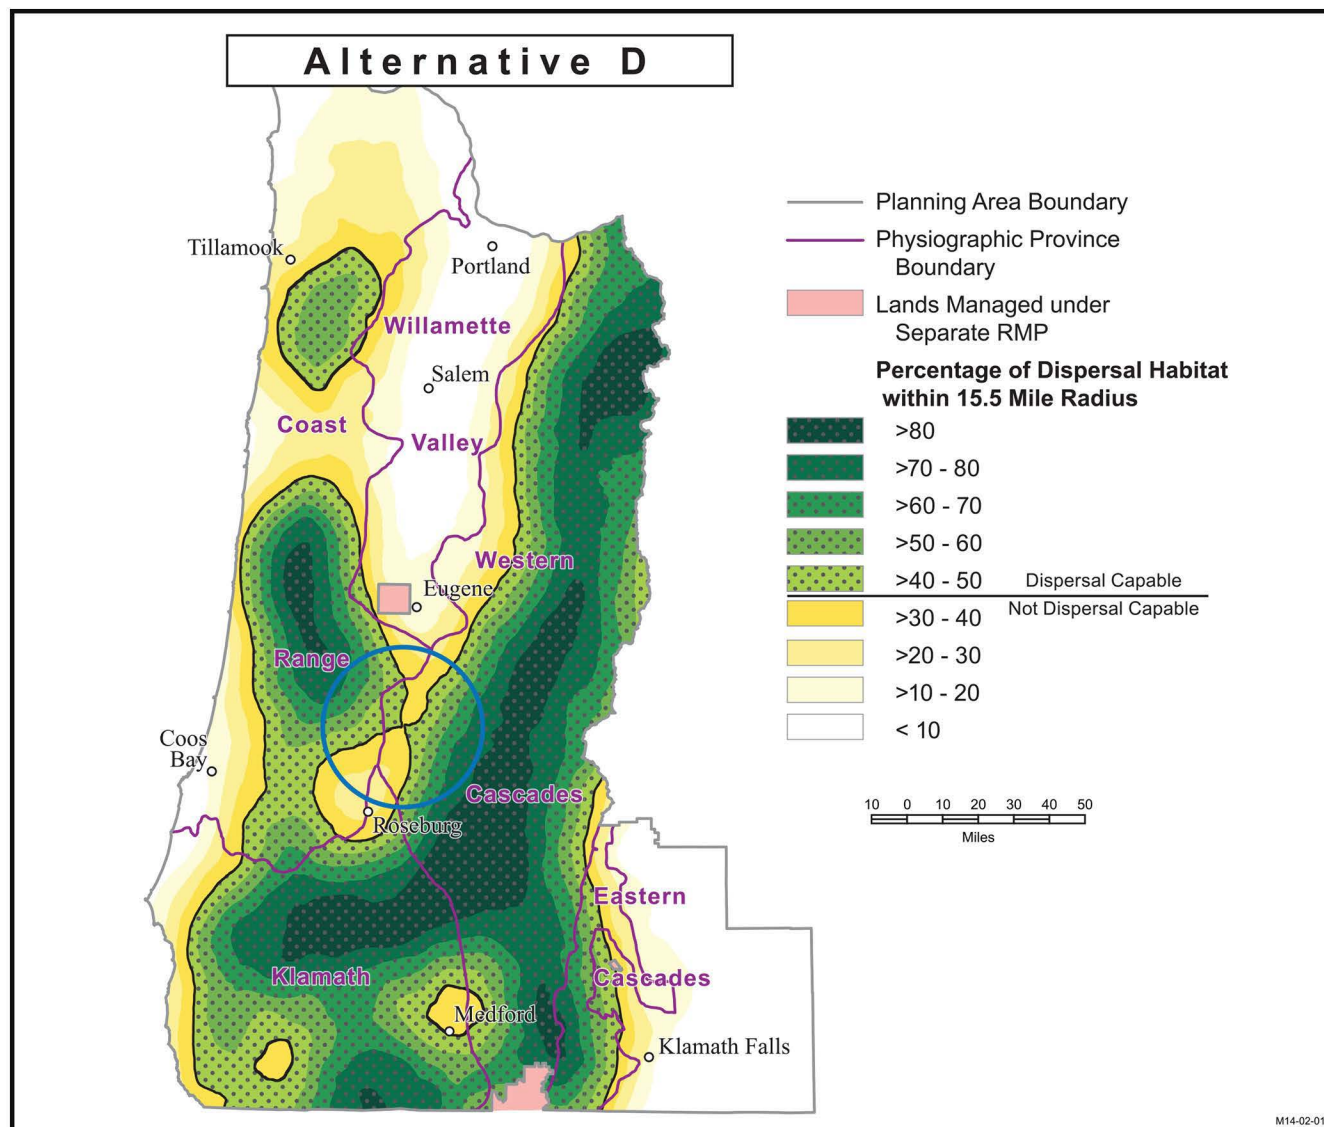 Alternative D
Tillamook
Portland
Willamette
Salem
Coast
Valley
Western
Eugene
Range
Coos
Bay
Cascades
Roseburg
Eastern
Klamath
Cascades
Medford
Klamath Falls
Planning Area Boundary
Physiographic Province
Boundary
Lands Managed under
Separate RMP
Percentage of Dispersal Habitat
within 15.5 Mile Radius
>80
>70 - 80
>60 - 70
>50 - 60
>40 - 50 Dispersal Capable
Not Dispersal Capable
>30 - 40
>20 - 30
>10 - 20
< 10
10 0 10 20 30 40 50
Miles
M14-02-01